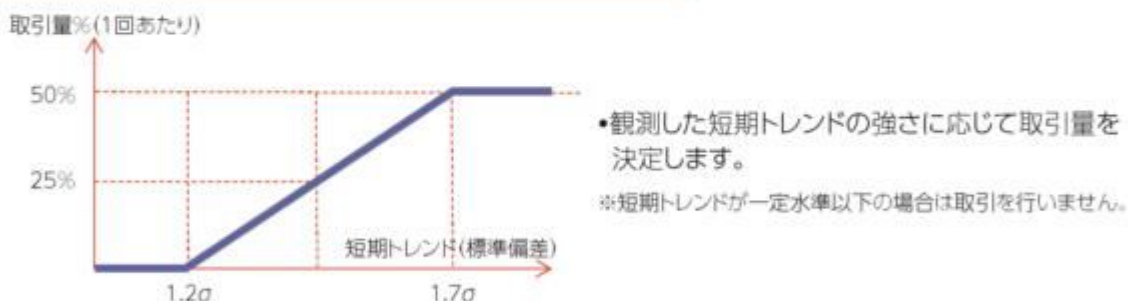 取引量%(1回あたり)
50%
25%
短期トレンド(標準偏差)
1.2σ
1.7σ
•観測した短期トレンドの強さに応じて取引量を
決定します。
※短期トレンドが一定水準以下の場合は取引を行いません。